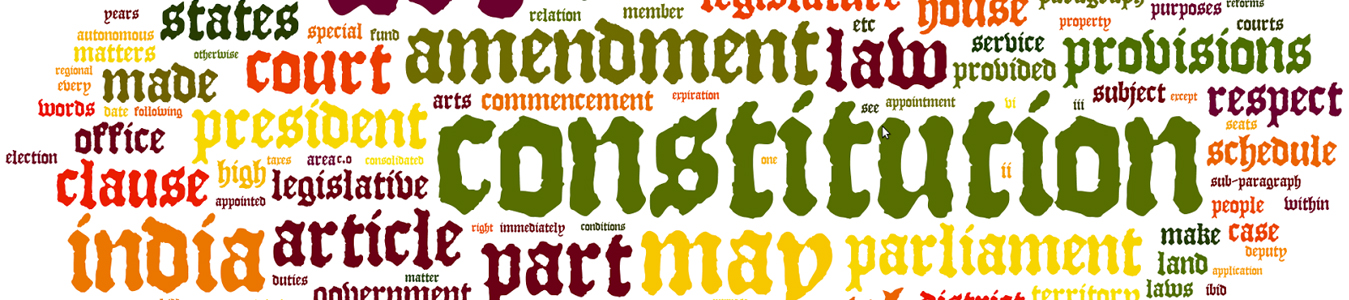 years
states
relation
member
legislature
house
paragraph
purposes
reforms
autonomous
special
fund
etc
property
courts
matters
otherwise
court
amendment
law
service
provisions
regional
every
made
provided
words
date
following
arts
commencement
expiration
see
appointment
vi
iii
subject
except
respect
office
president
constitution
seats
election
taxes
area
c.o
consolidated
one
schedule
clause
high
legislative
ii
sub-paragraph
appointed
people
within
india
article
right
immediately
conditions
part
may
parliament
make
case
deputy
land
duties
matter
application
government
district
territory
laws
ibid